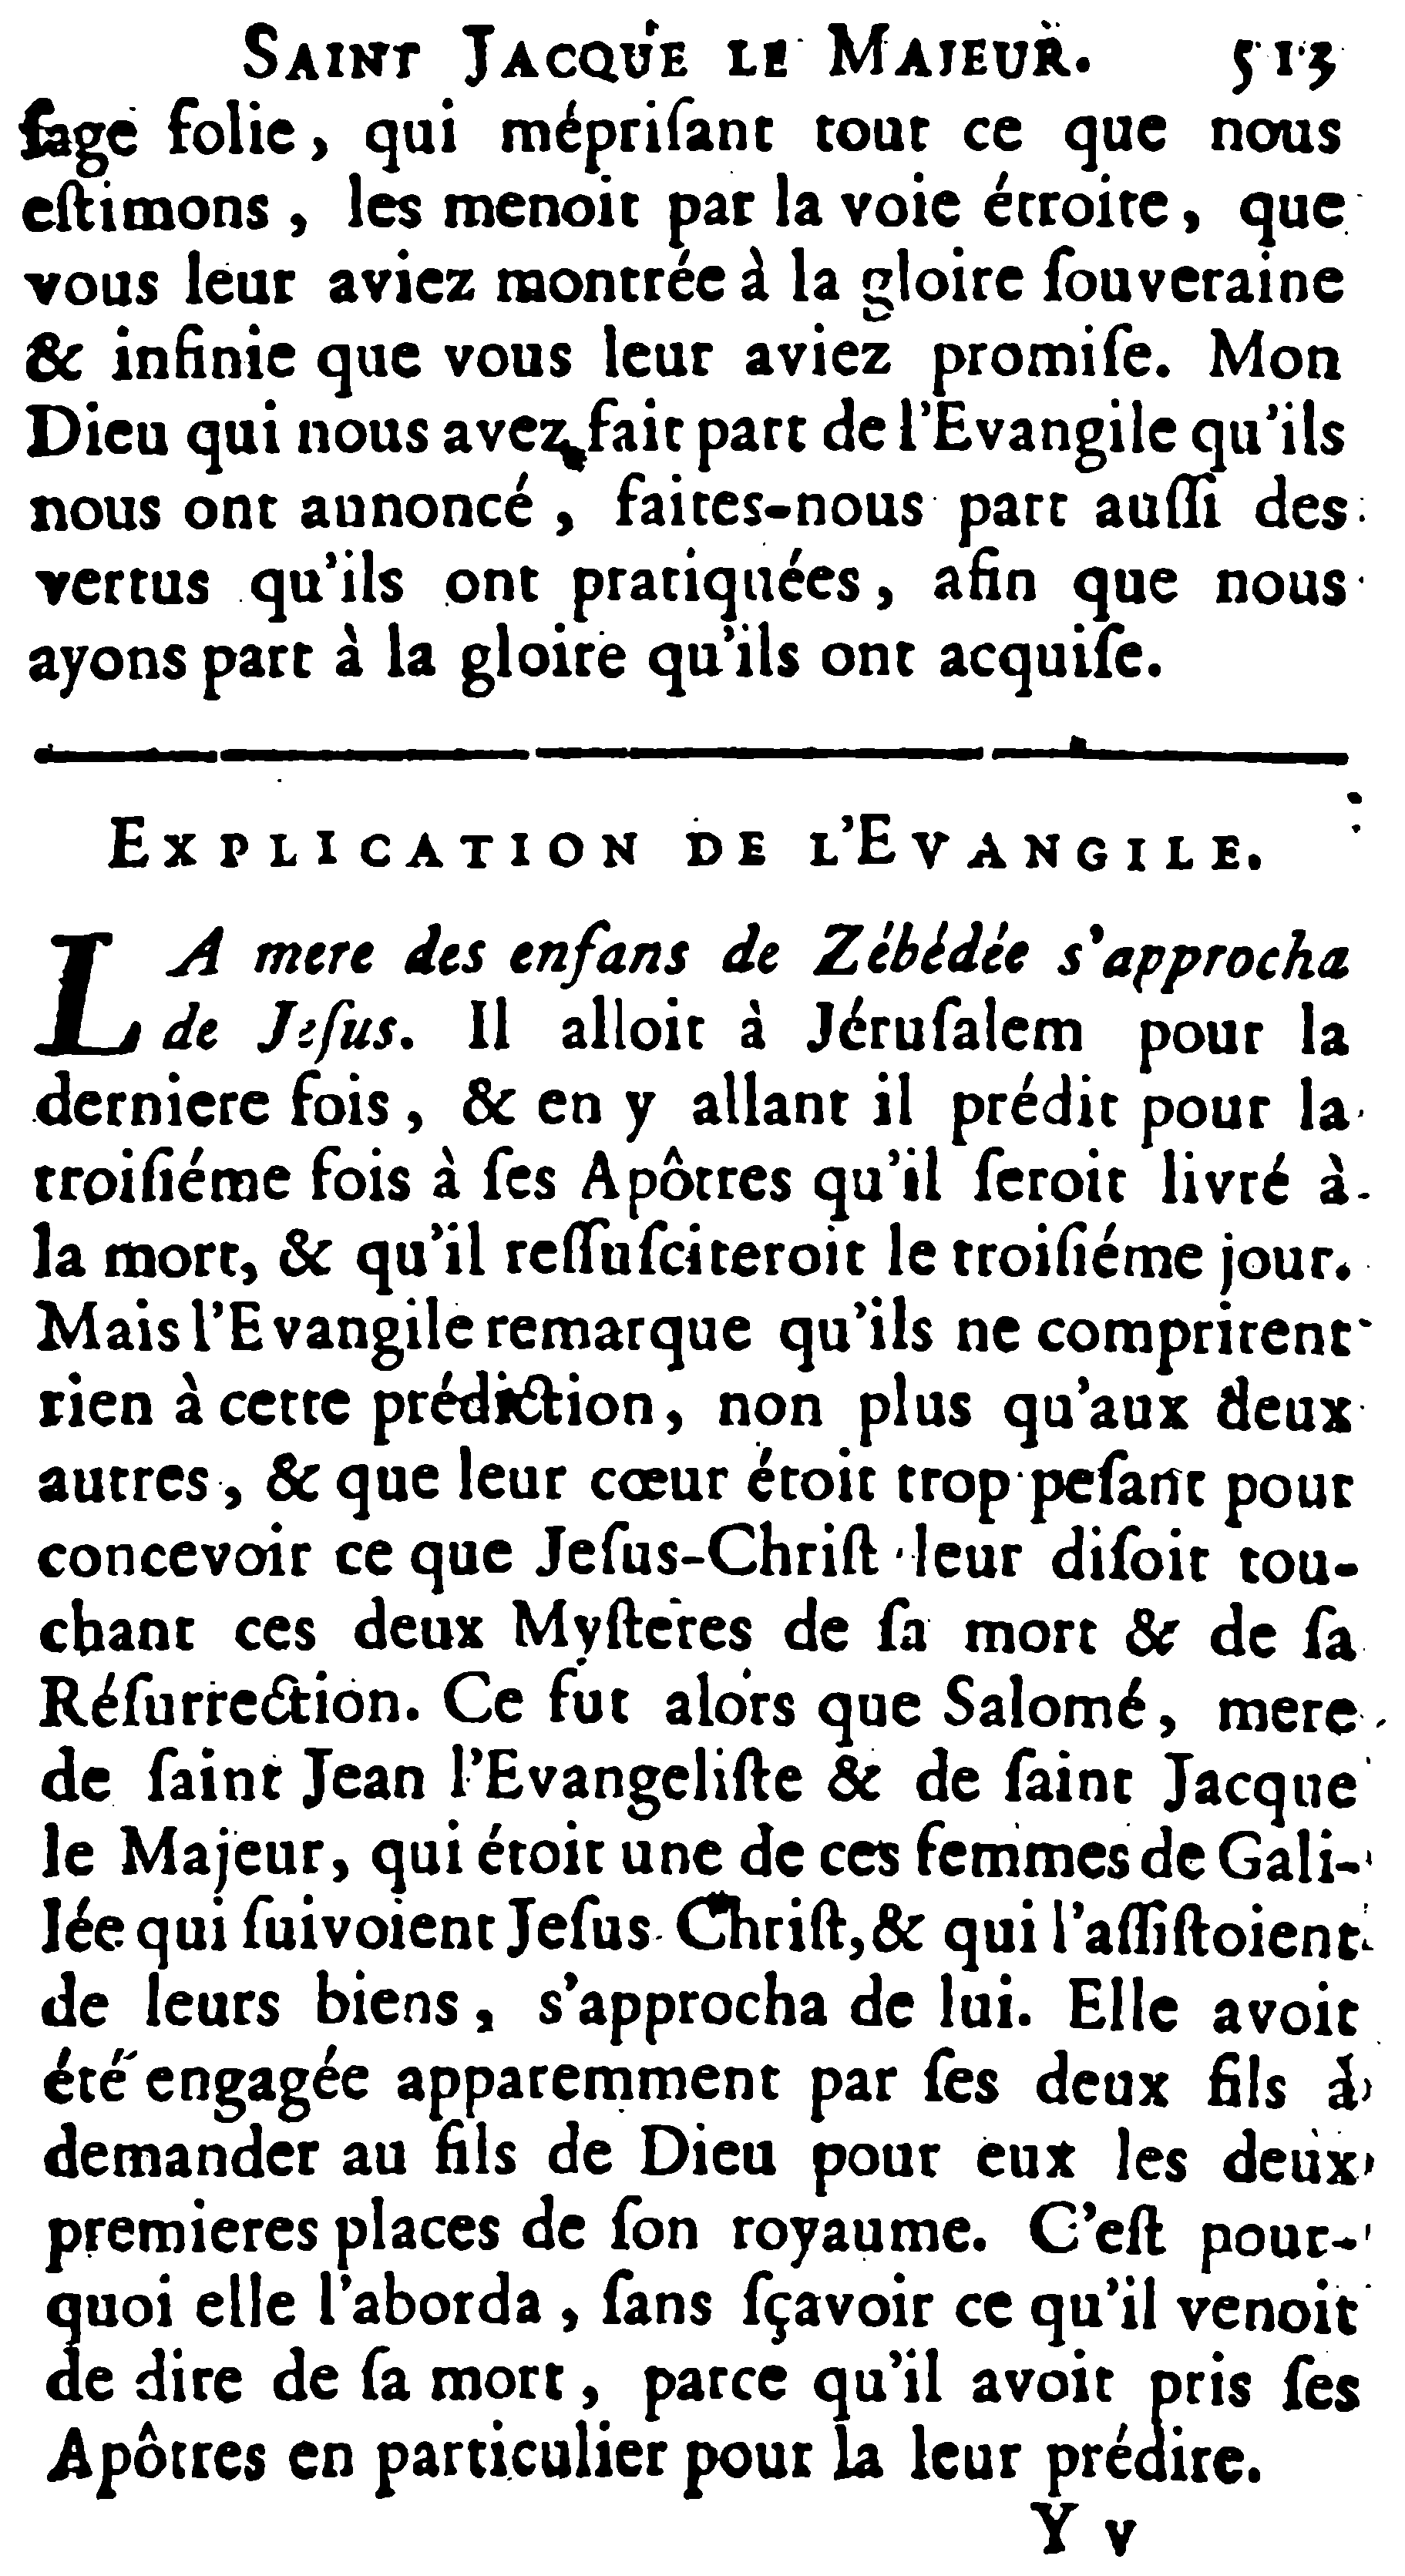 SAINT JACQUE LE MAJEUR. 513
ſage folie, qui mépriſant tout ce que nous
eſtimons, les menoit par la voie étroite, que
vous leur aviez montrée à la gloire ſouveraine
& infinie que vous leur aviez promiſe. Mon
Dieu qui nous avez fait part de l'Evangile qu'ils
nous ont annoncé, faites-nous part auſſi des
vertus qu'ils ont pratiquées, afin que nous
ayons part à la gloire qu'ils ont acquiſe.
EXPLICATION DE L'EVANGILE.
LA mere des enfans de Zébédée s'approcha
de Jeſus. Il alloit à Jéruſalem pour la
derniere fois, & en y allant il prédit pour la
troiſiéme fois à ſes Apôtres qu'il ſeroit livré à
la mort, & qu'il reſſuſciteroit le troiſiéme jour.
Mais l'Evangile remarque qu'ils ne comprirent
rien à cette prédiction, non plus qu'aux deux
autres, & que leur cœur étoit trop peſant pour
concevoir ce que Jeſus-Chriſt leur diſoit tou-
chant ces deux Myſteres de ſa mort & de ſa
Réſurrection. Ce fut alors que Salomé, mere
de ſaint Jean l'Evangeliſte & de ſaint Jacque
le Majeur, qui étoit une de ces femmes de Gali-
lée qui ſuivoient Jeſus-Chriſt, & qui l'aſſiſtoient
de leurs biens, s'approcha de lui. Elle avoit
été engagée apparemment par ſes deux fils à
demander au fils de Dieu pour eux les deux
premieres places de ſon royaume. C'eſt pour-
quoi elle l'aborda, ſans ſçavoir ce qu'il venoit
de dire de ſa mort, parce qu'il avoit pris ſes
Apôtres en particulier pour la leur prédire.
Y v